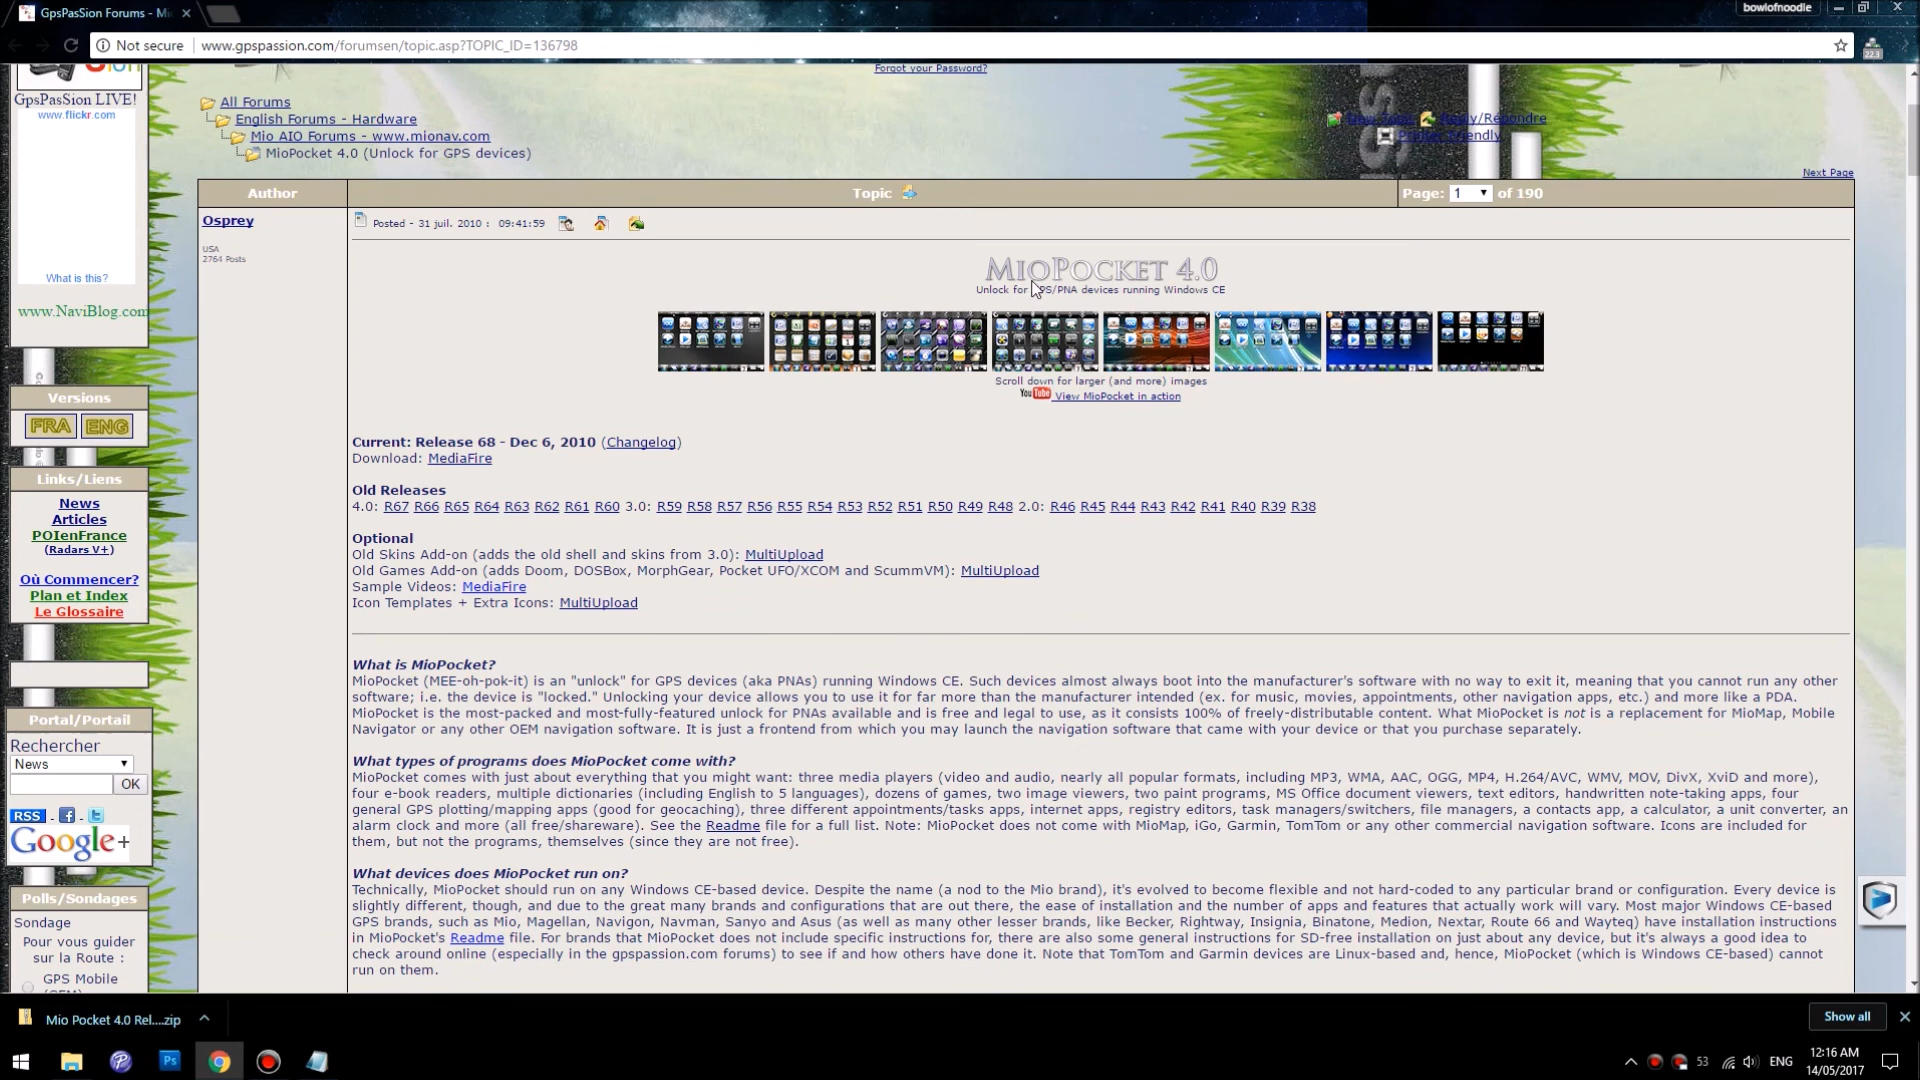 GpsPasSion Forums - Mi
bowlofnoodle
Not secure
www.gpspassion.com/forumsen/topic.asp?TOPIC_ID=136798
22.3
Forgot your Password?
GpsPasSion LIVE!
www.flickr.com
What is this?
www.NaviBlog.com
Versions
FRA ENG
Links/Liens
News
Articles
POIenFrance
(Radars V+)
Où Commencer?
Plan et Index
Le Glossaire
Portal/Portail
Rechercher
News
OK
RSS - f - t
Google+
Polls/Sondages
Sondage
Pour vous guider
sur la Route :
GPS Mobile
All Forums
English Forums - Hardware
Mio AIO Forums - www.mionav.com
MioPocket 4.0 (Unlock for GPS devices)
New Topic Reply/Repondre
Printer Friendly
Next Page
Author
Topic
Page: 1 of 190
Osprey
USA
2764 Posts
Posted - 31 juil. 2010 : 09:41:59
MioPocket 4.0
Unlock for GPS/PNA devices running Windows CE
Scroll down for larger (and more) images
YouTube View MioPocket in action
Current: Release 68 - Dec 6, 2010 (Changelog)
Download: MediaFire
Old Releases
4.0: R67 R66 R65 R64 R63 R62 R61 R60 3.0: R59 R58 R57 R56 R55 R54 R53 R52 R51 R50 R49 R48 2.0: R46 R45 R44 R43 R42 R41 R40 R39 R38
Optional
Old Skins Add-on (adds the old shell and skins from 3.0): MultiUpload
Old Games Add-on (adds Doom, DOSBox, MorphGear, Pocket UFO/XCOM and ScummVM): MultiUpload
Sample Videos: MediaFire
Icon Templates + Extra Icons: MultiUpload
What is MioPocket?
MioPocket (MEE-oh-pok-it) is an "unlock" for GPS devices (aka PNAs) running Windows CE. Such devices almost always boot into the manufacturer's software with no way to exit it, meaning that you cannot run any other
software; i.e. the device is "locked." Unlocking your device allows you to use it for far more than the manufacturer intended (ex. for music, movies, appointments, other navigation apps, etc.) and more like a PDA.
MioPocket is the most-packed and most-fully-featured unlock for PNAs available and is free and legal to use, as it consists 100% of freely-distributable content. What MioPocket is not is a replacement for MioMap, Mobile
Navigator or any other OEM navigation software. It is just a frontend from which you may launch the navigation software that came with your device or that you purchase separately.
What types of programs does MioPocket come with?
MioPocket comes with just about everything that you might want: three media players (video and audio, nearly all popular formats, including MP3, WMA, AAC, OGG, MP4, H.264/AVC, WMV, MOV, DivX, XviD and more),
four e-book readers, multiple dictionaries (including English to 5 languages), dozens of games, two image viewers, two paint programs, MS Office document viewers, text editors, handwritten note-taking apps, four
general GPS plotting/mapping apps (good for geocaching), three different appointments/tasks apps, internet apps, registry editors, task managers/switchers, file managers, a contacts app, a calculator, a unit converter, an
alarm clock and more (all free/shareware). See the Readme file for a full list. Note: MioPocket does not come with MioMap, iGo, Garmin, TomTom or any other commercial navigation software. Icons are included for
them, but not the programs, themselves (since they are not free).
What devices does MioPocket run on?
Technically, MioPocket should run on any Windows CE-based device. Despite the name (a nod to the Mio brand), it's evolved to become flexible and not hard-coded to any particular brand or configuration. Every device is
slightly different, though, and due to the great many brands and configurations that are out there, the ease of installation and the number of apps and features that actually work will vary. Most major Windows CE-based
GPS brands, such as Mio, Magellan, Navigon, Navman, Sanyo and Asus (as well as many other lesser brands, like Becker, Rightway, Insignia, Binatone, Medion, Nextar, Route 66 and Wayteq) have installation instructions
in MioPocket's Readme file. For brands that MioPocket does not include specific instructions for, there are also some general instructions for SD-free installation on just about any device, but it's always a good idea to
check around online (especially in the gpspassion.com forums) to see if and how others have done it. Note that TomTom and Garmin devices are Linux-based and, hence, MioPocket (which is Windows CE-based) cannot
run on them.
Mio Pocket 4.0 Rel....zip
Show all
Ps
53
ENG
12:16 AM
14/05/2017